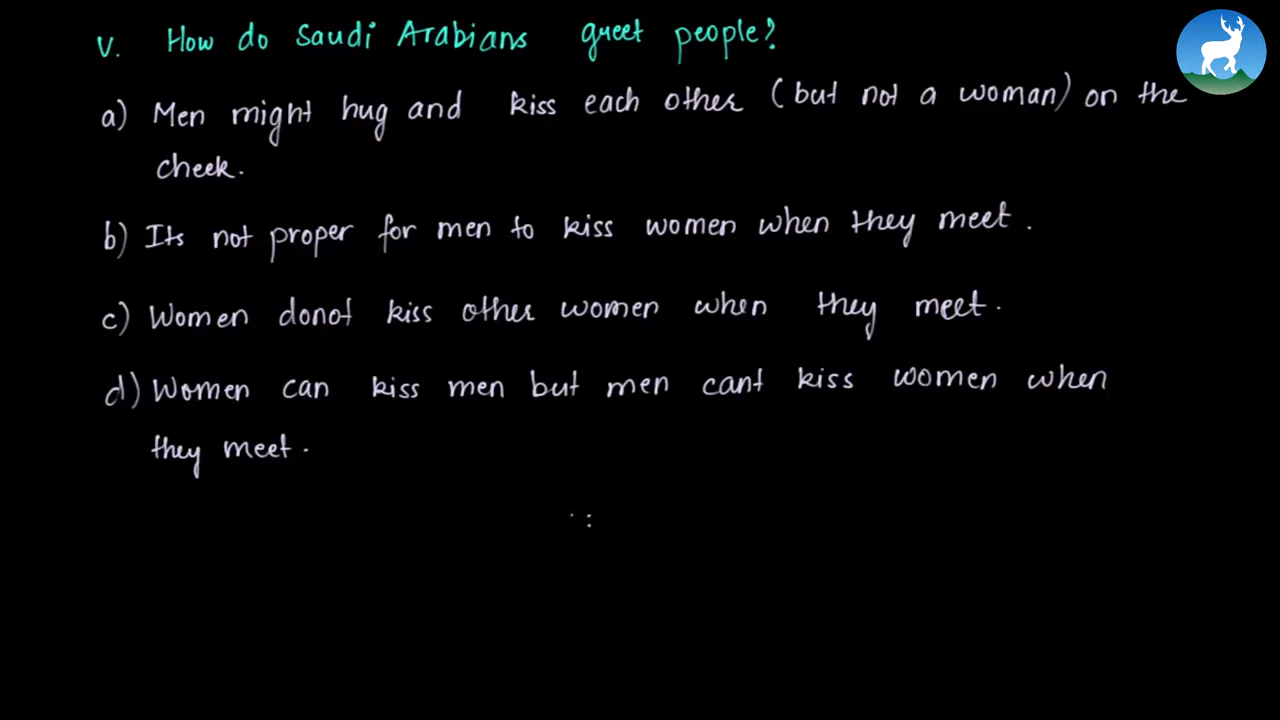 v. How do Saudi Arabians greet people?
a) Men might hug and kiss each other (but not a woman) on the
cheek.
b) Its not proper for men to kiss women when they meet.
c) Women donot kiss other women when they meet.
d) Women can kiss men but men cant kiss women when
they meet.